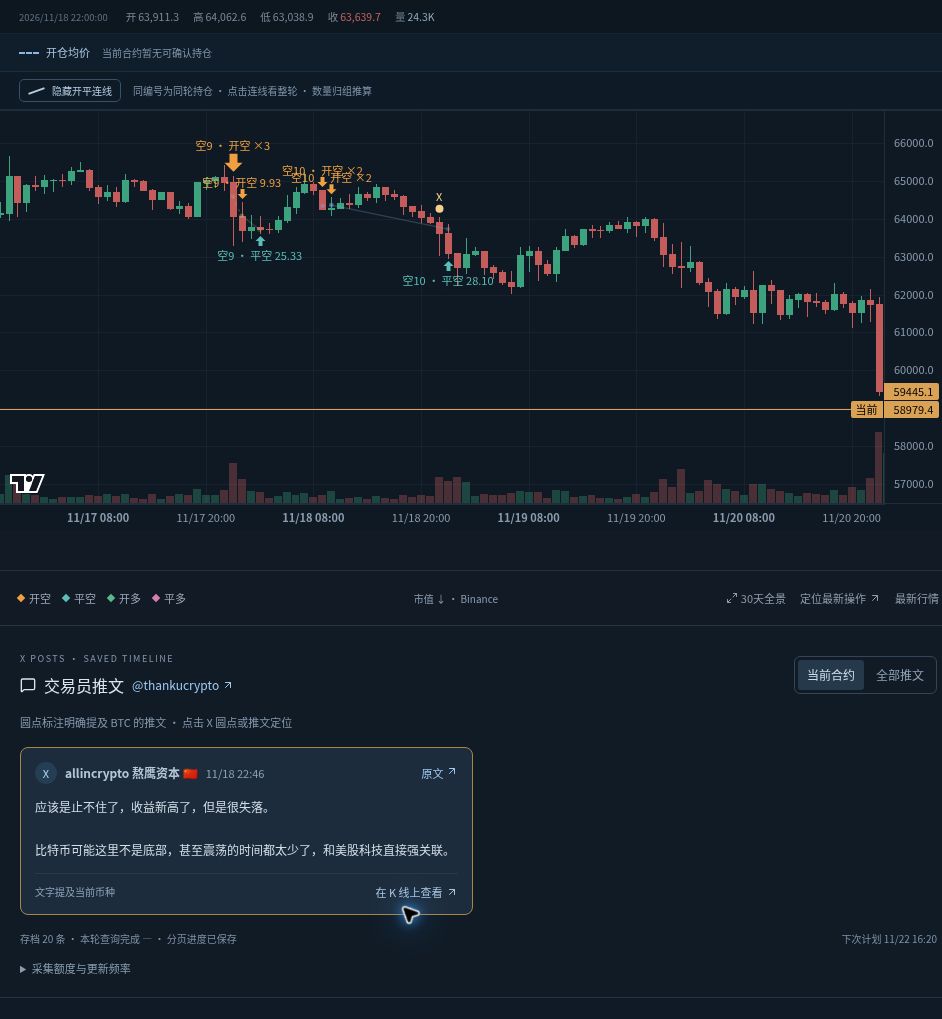 2026/11/18 22:00:00 开 63,911.3 高 64,062.6 低 63,038.9 收 63,639.7 量 24.3K
开仓均价 当前合约暂无可确认持仓
隐藏开平连线 同编号为同轮持仓 · 点击连线看整轮 · 数量归组推算
66000.0
空9 · 开空 ×3
空10 · 开空 ×2
空10 · 开空 ×2
空9 · 开空 9.93
65000.0
X
64000.0
空9 · 平空 25.33
63000.0
空10 · 平空 28.10
62000.0
61000.0
60000.0
59445.1
当前 58979.4
58000.0
57000.0
11/17 08:00 11/17 20:00 11/18 08:00 11/18 20:00 11/19 08:00 11/19 20:00 11/20 08:00 11/20 20:00
开空 平空 开多 平多 市值 ↓ · Binance 30天全景 定位最新操作 ↗ 最新行情
X POSTS · SAVED TIMELINE
交易员推文 @thankucrypto ↗ 当前合约 全部推文
圆点标注明确提及 BTC 的推文 · 点击 X 圆点或推文定位
X allincrypto 熬鹰资本 🇨🇳 11/18 22:46 原文 ↗
应该是止不住了，收益新高了，但是很失落。
比特币可能这里不是底部，甚至震荡的时间都太少了，和美股科技直接强关联。
文字提及当前币种 在 K 线上查看 ↗
存档 20 条 · 本轮查询完成 — · 分页进度已保存 下次计划 11/22 16:20
▶ 采集额度与更新频率